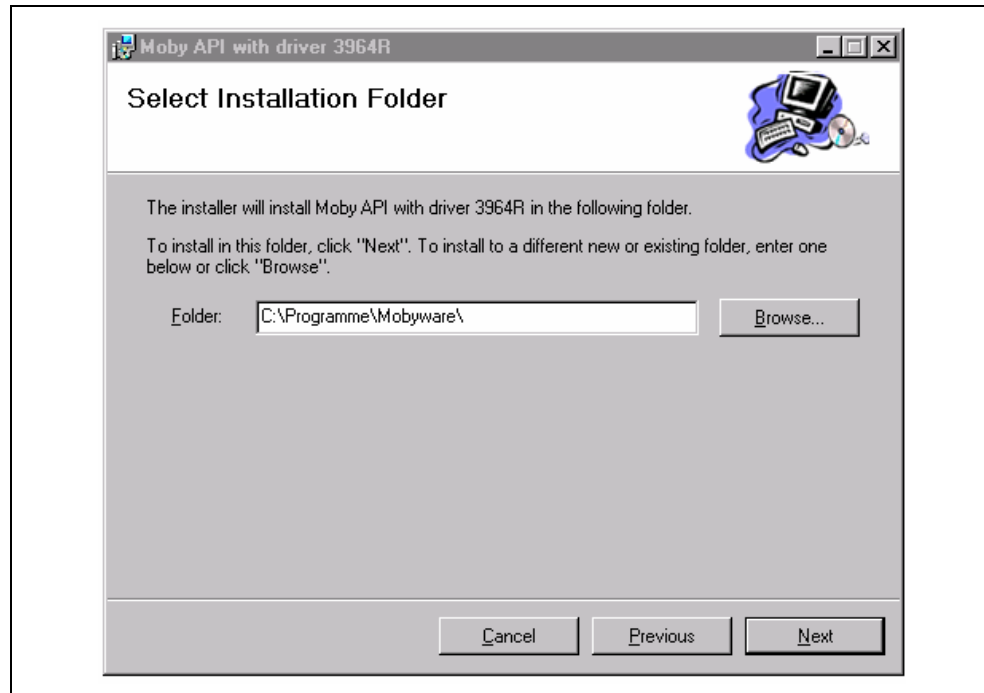 Moby API with driver 3964R
Select Installation Folder
The installer will install Moby API with driver 3964R in the following folder.
To install in this folder, click "Next". To install to a different new or existing folder, enter one
below or click "Browse".
Folder: C:\Programme\Mobyware\ Browse...
Cancel Previous Next